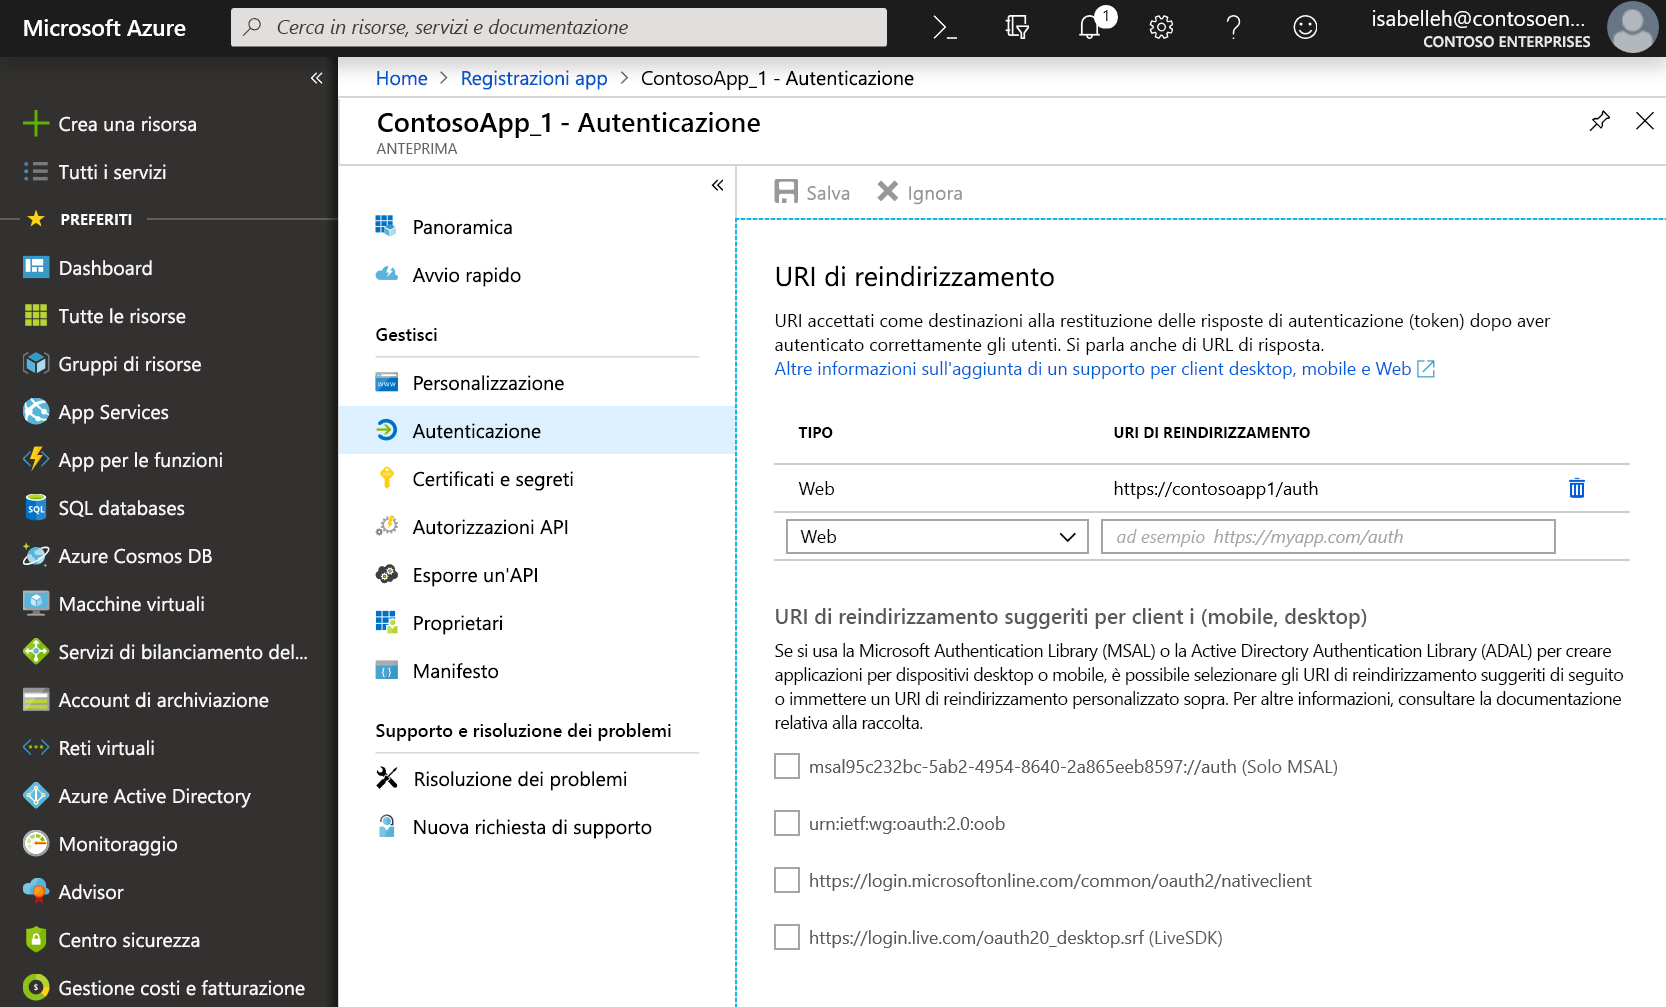 Microsoft Azure
Cerca in risorse, servizi e documentazione
1
isabelleh@contosoen...
CONTOSO ENTERPRISES
Crea una risorsa
Tutti i servizi
PREFERITI
Dashboard
Tutte le risorse
Gruppi di risorse
App Services
App per le funzioni
SQL databases
Azure Cosmos DB
Macchine virtuali
Servizi di bilanciamento del...
Account di archiviazione
Reti virtuali
Azure Active Directory
Monitoraggio
Advisor
Centro sicurezza
Gestione costi e fatturazione
Home > Registrazioni app > ContosoApp_1 - Autenticazione
ContosoApp_1 - Autenticazione
ANTEPRIMA
Panoramica
Avvio rapido
Gestisci
Personalizzazione
Autenticazione
Certificati e segreti
Autorizzazioni API
Esporre un'API
Proprietari
Manifesto
Supporto e risoluzione dei problemi
Risoluzione dei problemi
Nuova richiesta di supporto
Salva
Ignora
URI di reindirizzamento
URI accettati come destinazioni alla restituzione delle risposte di autenticazione (token) dopo aver
autenticato correttamente gli utenti. Si parla anche di URL di risposta.
Altre informazioni sull'aggiunta di un supporto per client desktop, mobile e Web
TIPO
URI DI REINDIRIZZAMENTO
Web
https://contosoapp1/auth
Web
ad esempio https://myapp.com/auth
URI di reindirizzamento suggeriti per client i (mobile, desktop)
Se si usa la Microsoft Authentication Library (MSAL) o la Active Directory Authentication Library (ADAL) per creare
applicazioni per dispositivi desktop o mobile, è possibile selezionare gli URI di reindirizzamento suggeriti di seguito
o immettere un URI di reindirizzamento personalizzato sopra. Per altre informazioni, consultare la documentazione
relativa alla raccolta.
msal95c232bc-5ab2-4954-8640-2a865eeb8597://auth (Solo MSAL)
urn:ietf:wg:oauth:2.0:oob
https://login.microsoftonline.com/common/oauth2/nativeclient
https://login.live.com/oauth20_desktop.srf (LiveSDK)